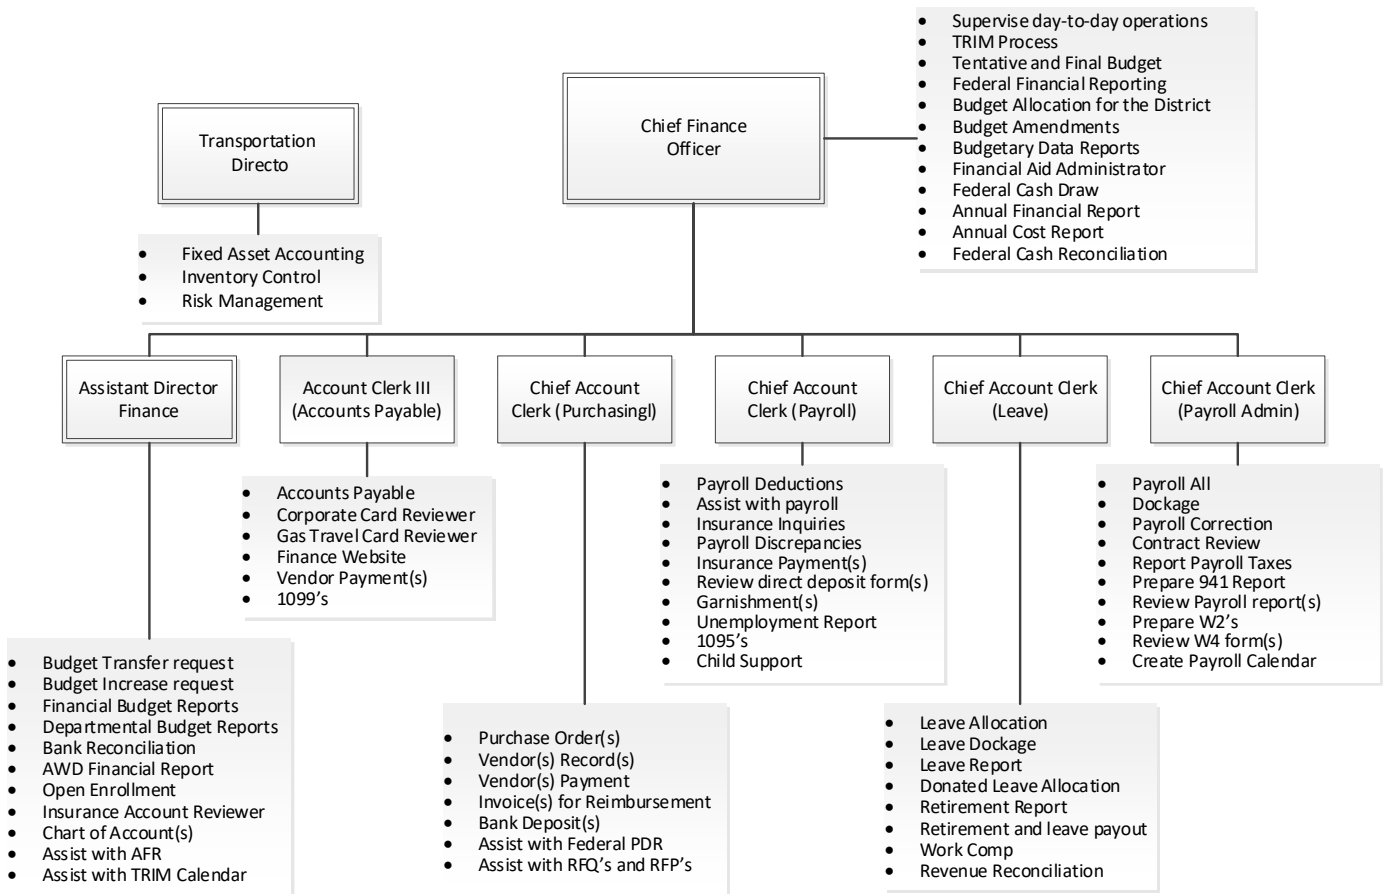 Supervise day-to-day operations
TRIM Process
Tentative and Final Budget
Federal Financial Reporting
Budget Allocation for the District
Budget Amendments
Budgetary Data Reports
Financial Aid Administrator
Federal Cash Draw
Annual Financial Report
Annual Cost Report
Federal Cash Reconciliation
Chief Finance
Officer
Transportation
Directo
Fixed Asset Accounting
Inventory Control
Risk Management
Assistant Director
Finance
Account Clerk III
(Accounts Payable)
Chief Account
Clerk (Purchasingl)
Chief Account
Clerk (Payroll)
Chief Account Clerk
(Leave)
Chief Account Clerk
(Payroll Admin)
Budget Transfer request
Budget Increase request
Financial Budget Reports
Departmental Budget Reports
Bank Reconciliation
AWD Financial Report
Open Enrollment
Insurance Account Reviewer
Chart of Account(s)
Assist with AFR
Assist with TRIM Calendar
Accounts Payable
Corporate Card Reviewer
Gas Travel Card Reviewer
Finance Website
Vendor Payment(s)
1099's
Purchase Order(s)
Vendor(s) Record(s)
Vendor(s) Payment
Invoice(s) for Reimbursement
Bank Deposit(s)
Assist with Federal PDR
Assist with RFQ's and RFP's
Payroll Deductions
Assist with payroll
Insurance Inquiries
Payroll Discrepancies
Insurance Payment(s)
Review direct deposit form(s)
Garnishment(s)
Unemployment Report
1095's
Child Support
Leave Allocation
Leave Dockage
Leave Report
Donated Leave Allocation
Retirement Report
Retirement and leave payout
Work Comp
Revenue Reconciliation
Payroll All
Dockage
Payroll Correction
Contract Review
Report Payroll Taxes
Prepare 941 Report
Review Payroll report(s)
Prepare W2's
Review W4 form(s)
Create Payroll Calendar